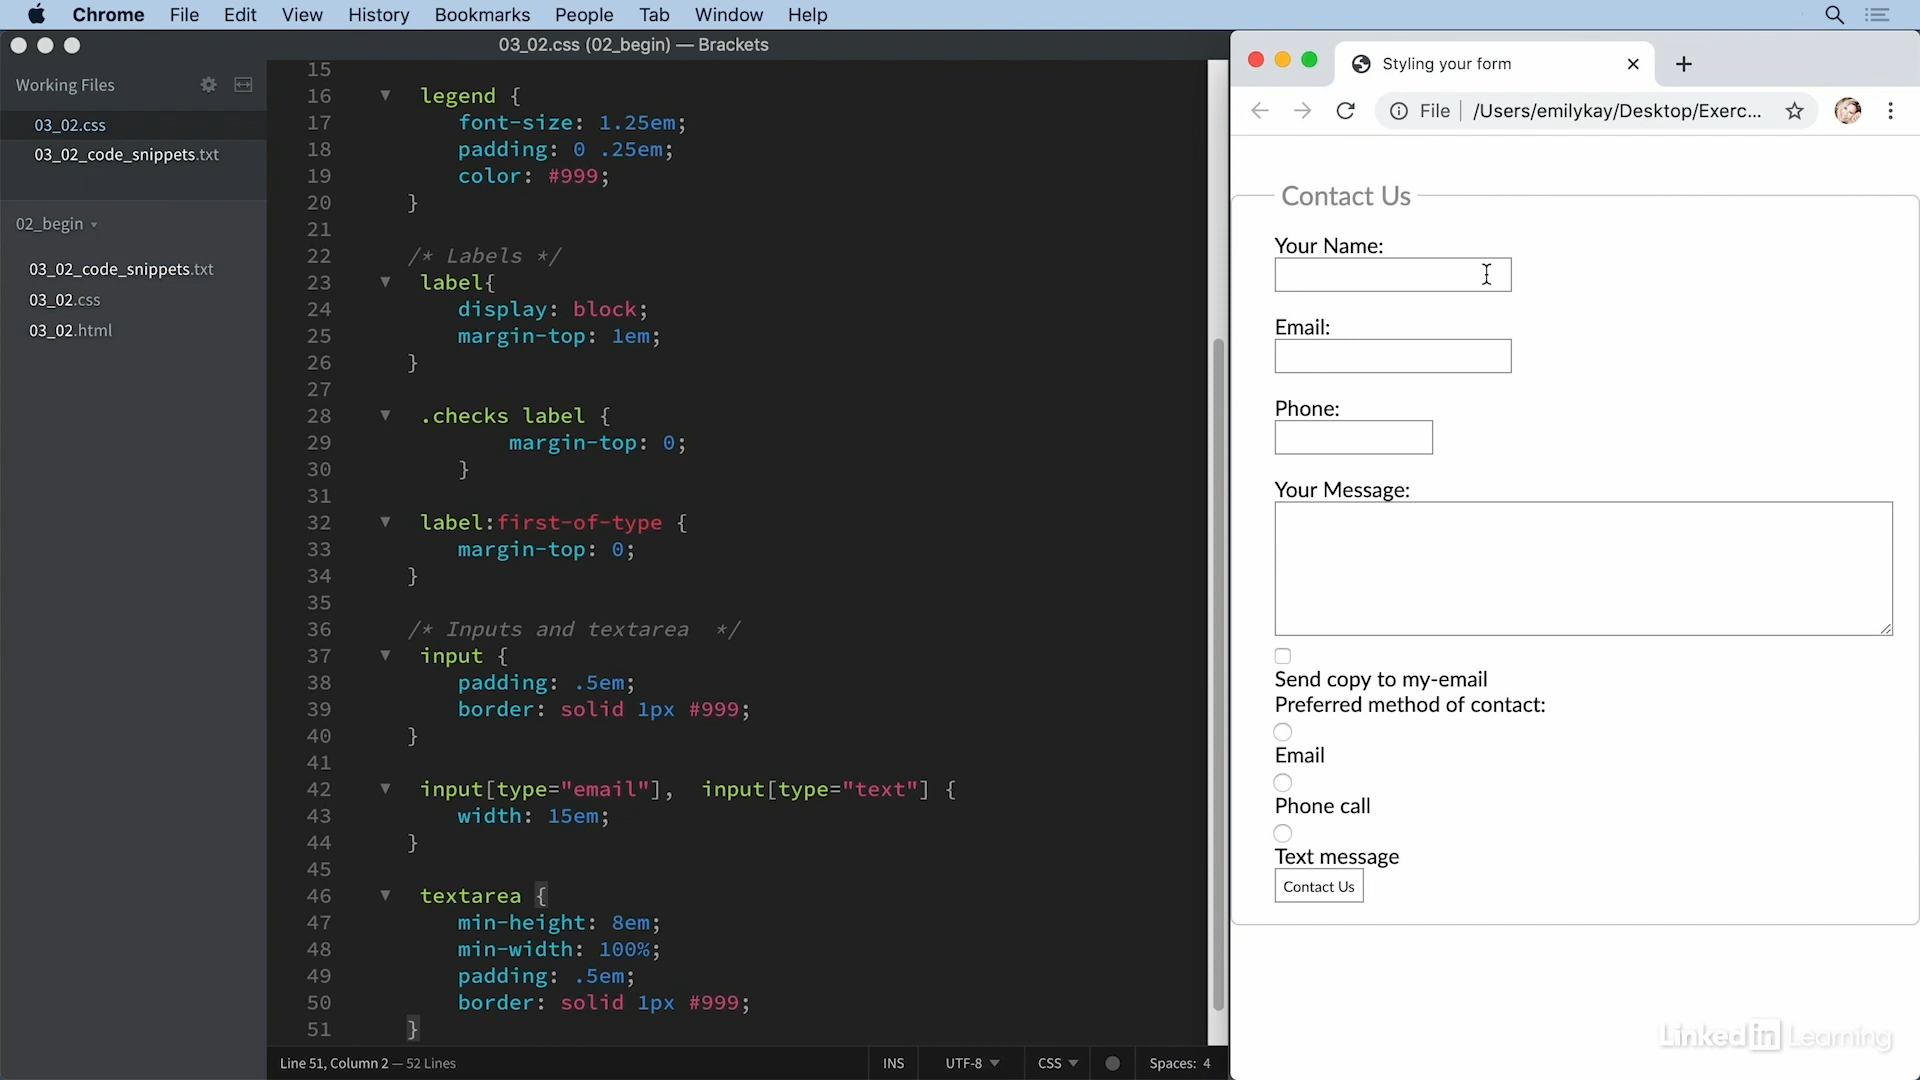 Chrome File Edit View History Bookmarks People Tab Window Help
03_02.css (02_begin) — Brackets
Working Files
03_02.css
03_02_code_snippets.txt
02_begin
03_02_code_snippets.txt
03_02.css
03_02.html
15
16 legend {
17 font-size: 1.25em;
18 padding: 0 .25em;
19 color: #999;
20 }
21
22 /* Labels */
23 label{
24 display: block;
25 margin-top: 1em;
26 }
27
28 .checks label {
29 margin-top: 0;
30 }
31
32 label:first-of-type {
33 margin-top: 0;
34 }
35
36 /* Inputs and textarea  */
37 input {
38 padding: .5em;
39 border: solid 1px #999;
40 }
41
42 input[type="email"],  input[type="text"] {
43 width: 15em;
44 }
45
46 textarea {
47 min-height: 8em;
48 min-width: 100%;
49 padding: .5em;
50 border: solid 1px #999;
51 }
Line 51, Column 2 — 52 Lines
INS UTF-8 CSS Spaces: 4
Styling your form
File /Users/emilykay/Desktop/Exerc...
Contact Us
Your Name:
Email:
Phone:
Your Message:
Send copy to my-email
Preferred method of contact:
Email
Phone call
Text message
Contact Us
Linked in Learning